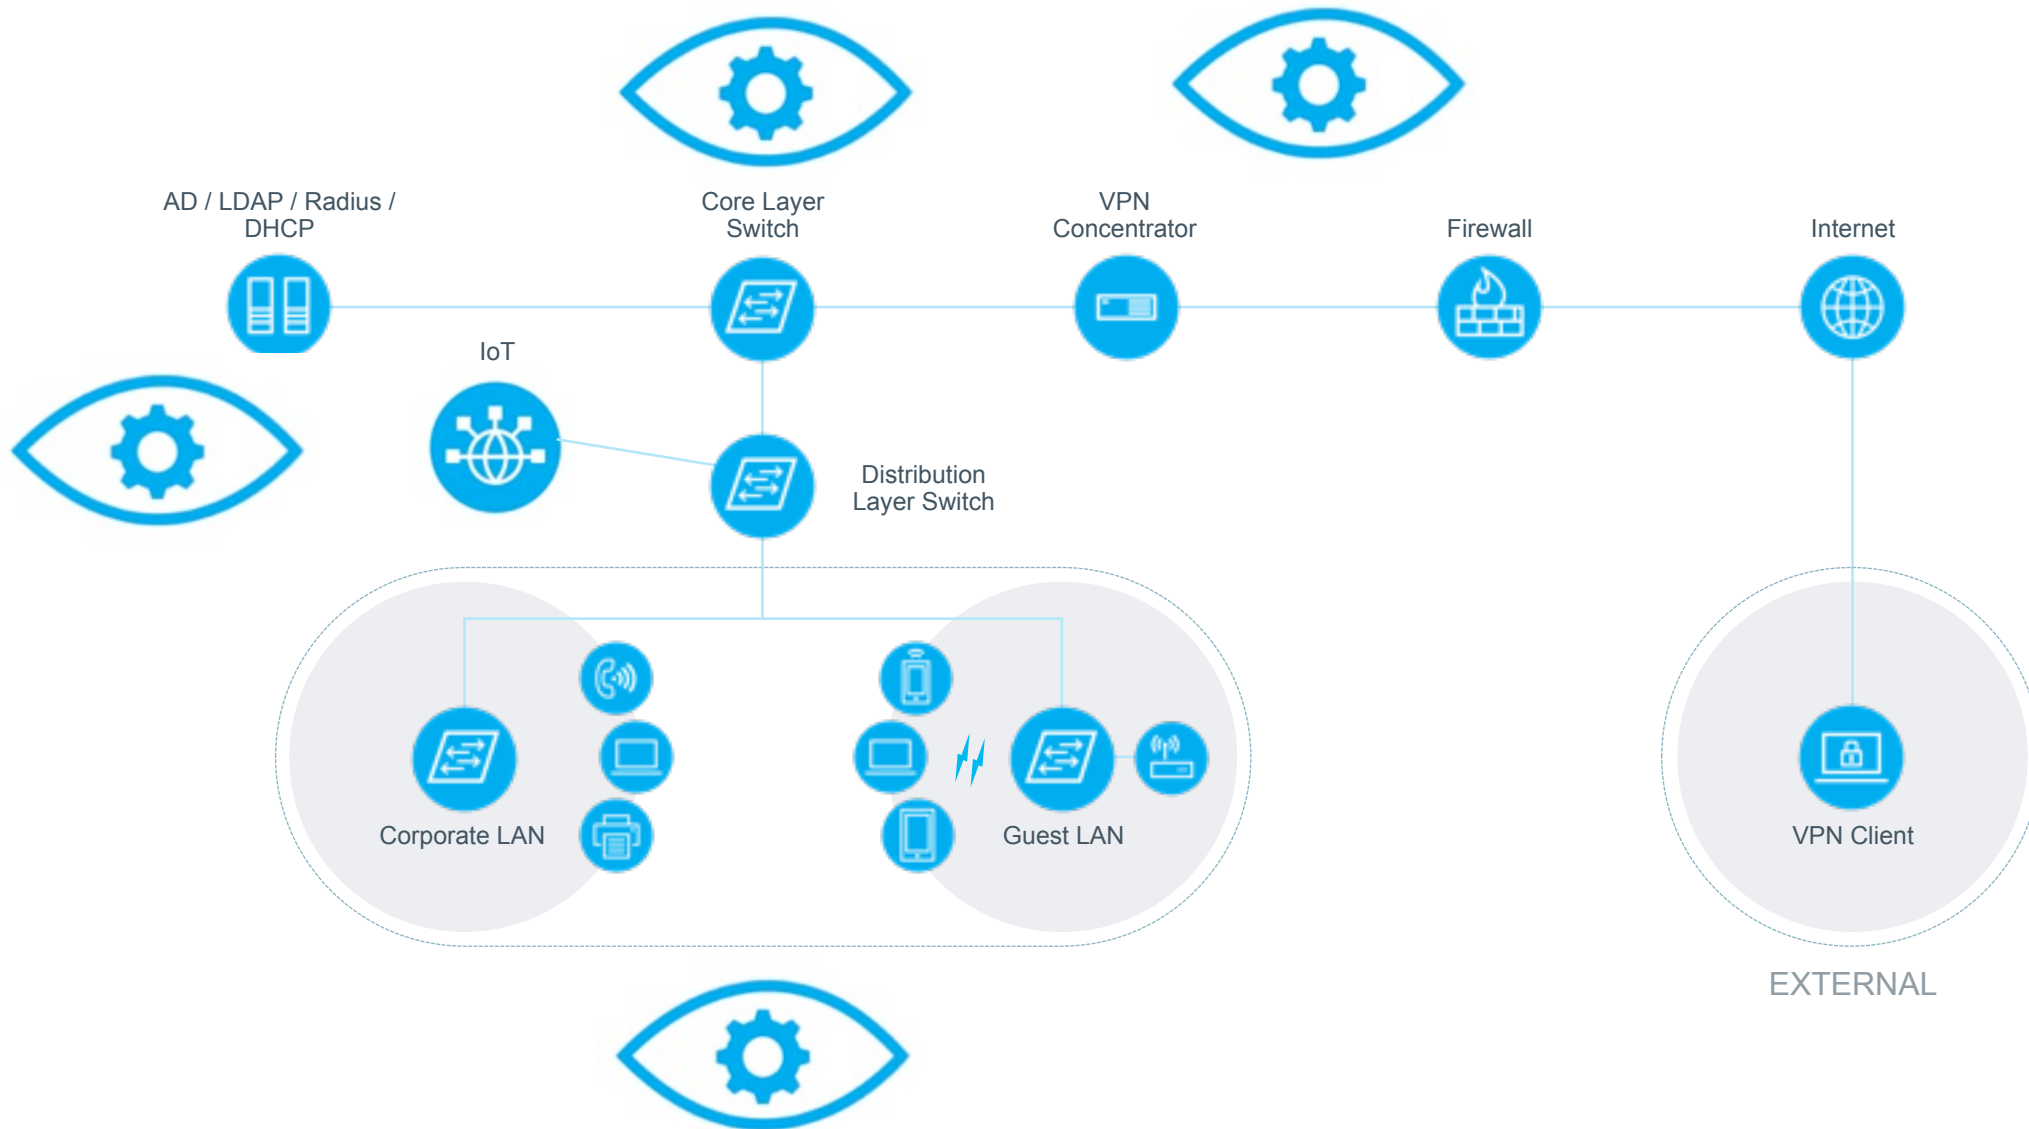 AD / LDAP / Radius /
DHCP
Core Layer
Switch
VPN
Concentrator
Firewall
Internet
IoT
Distribution
Layer Switch
Corporate LAN
Guest LAN
VPN Client
EXTERNAL